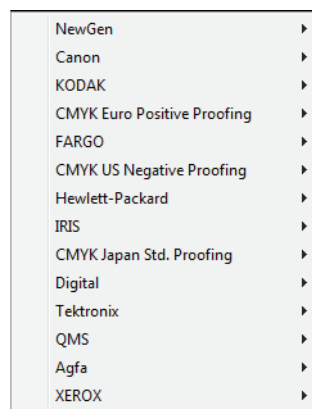 NewGen
Canon
KODAK
CMYK Euro Positive Proofing
FARGO
CMYK US Negative Proofing
Hewlett-Packard
IRIS
CMYK Japan Std. Proofing
Digital
Tektronix
QMS
Agfa
XEROX